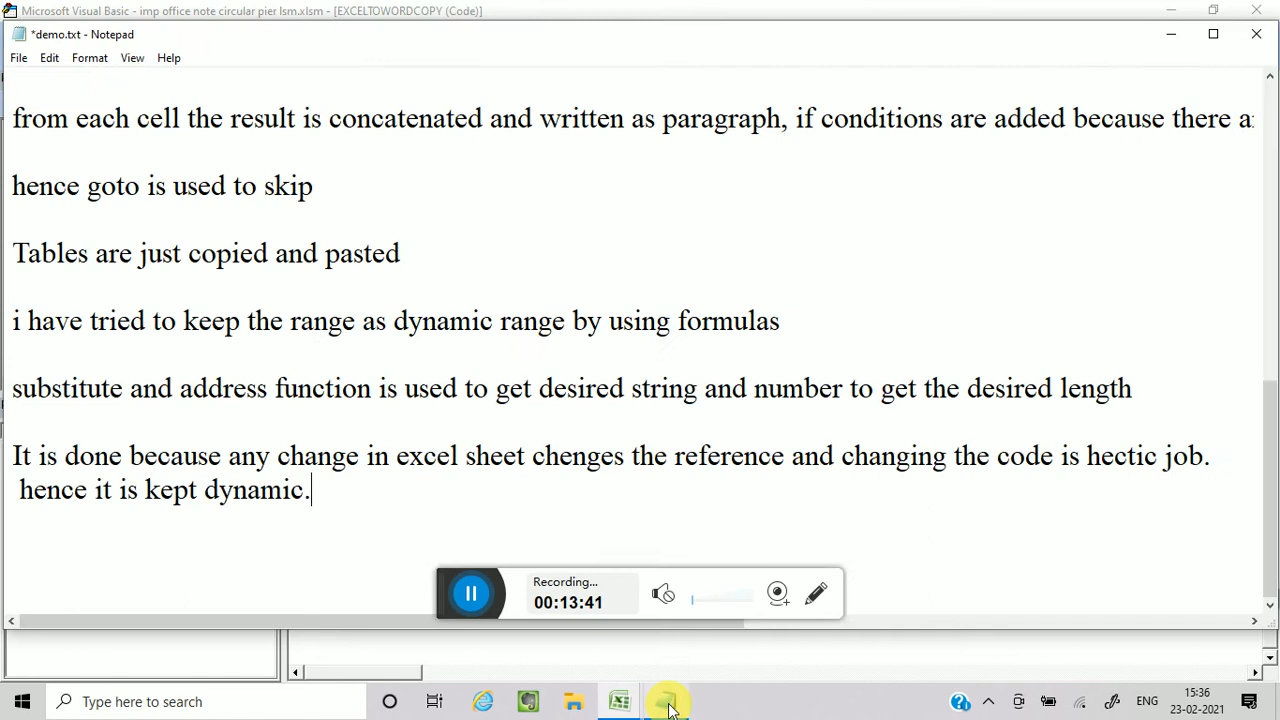 Microsoft Visual Basic - imp office note circular pier lsm.xlsm - [EXCELTOWORDCOPY (Code)]
*demo.txt - Notepad
File Edit Format View Help
from each cell the result is concatenated and written as paragraph, if conditions are added because there
hence goto is used to skip
Tables are just copied and pasted
i have tried to keep the range as dynamic range by using formulas
substitute and address function is used to get desired string and number to get the desired length
It is done because any change in excel sheet chenges the reference and changing the code is hectic job.
hence it is kept dynamic.
Recording...
00:13:41
Type here to search
ENG
15:36
23-02-2021